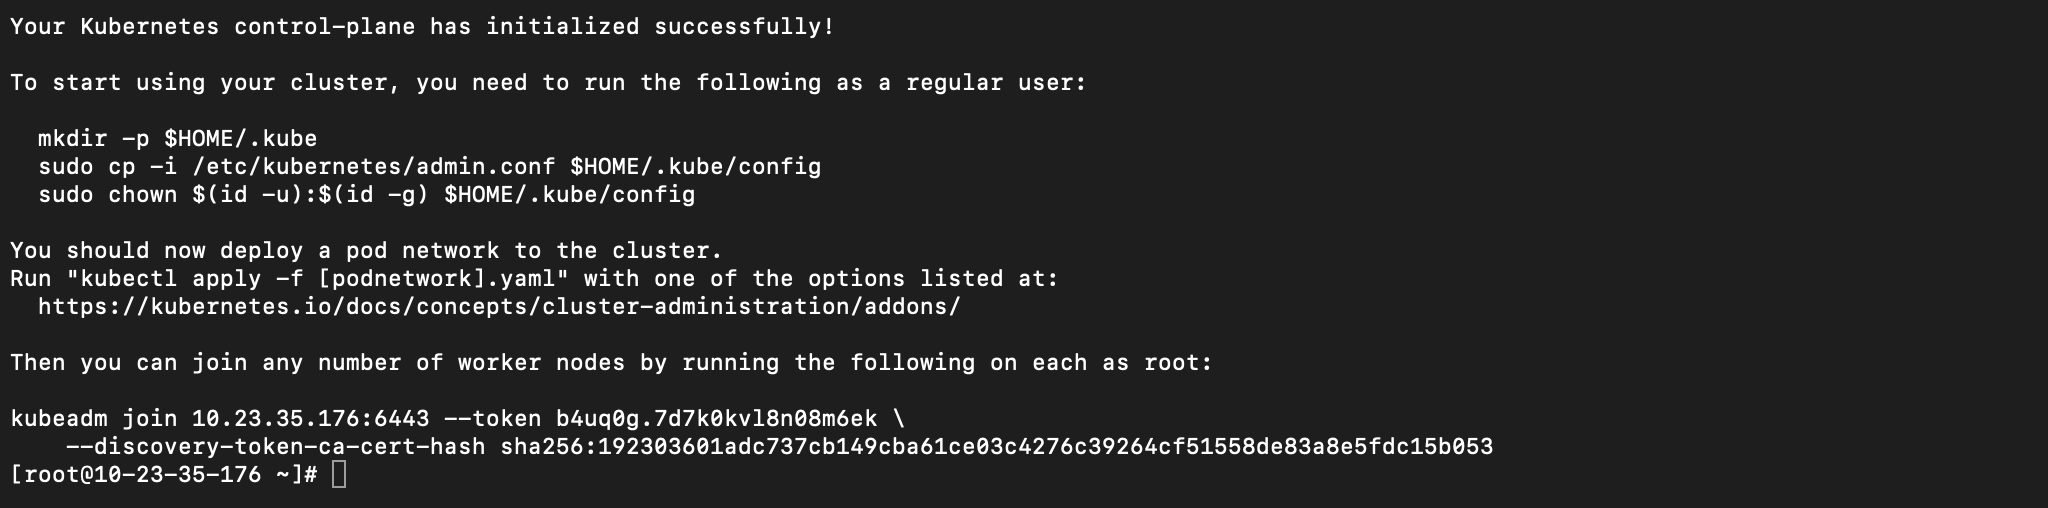 Your Kubernetes control-plane has initialized successfully!
To start using your cluster, you need to run the following as a regular user:
mkdir -p $HOME/.kube
sudo cp -i /etc/kubernetes/admin.conf $HOME/.kube/config
sudo chown $(id -u):$(id -g) $HOME/.kube/config
You should now deploy a pod network to the cluster.
Run "kubectl apply -f [podnetwork].yaml" with one of the options listed at:
https://kubernetes.io/docs/concepts/cluster-administration/addons/
Then you can join any number of worker nodes by running the following on each as root:
kubeadm join 10.23.35.176:6443 --token b4uq0g.7d7k0kvl8n08m6ek \
--discovery-token-ca-cert-hash sha256:192303601adc737cb149cba61ce03c4276c39264cf51558de83a8e5fdc15b053
[root@10-23-35-176 ~]#